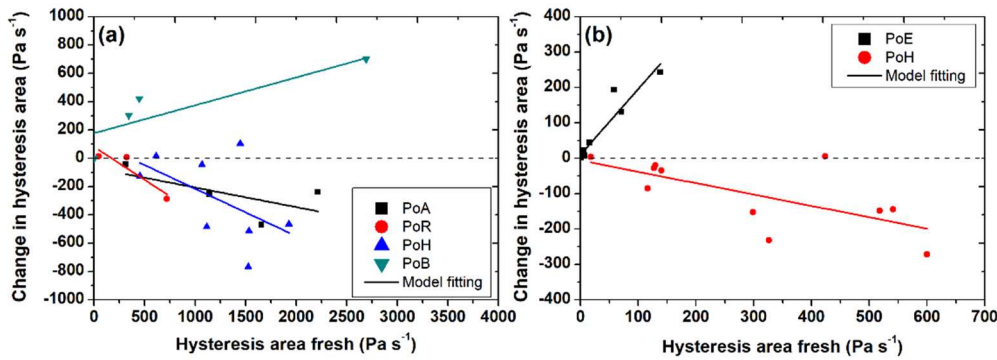 (a)
Change in hysteresis area (Pa s⁻¹)
1000
800
600
400
200
0
-200
-400
-600
-800
-1000
PoA
PoR
PoH
PoB
Model fitting
0 500 1000 1500 2000 2500 3000 3500 4000
Hysteresis area fresh (Pa s⁻¹)
(b)
Change in hysteresis area (Pa s⁻¹)
400
300
200
100
0
-100
-200
-300
-400
PoE
PoH
Model fitting
0 100 200 300 400 500 600 700
Hysteresis area fresh (Pa s⁻¹)